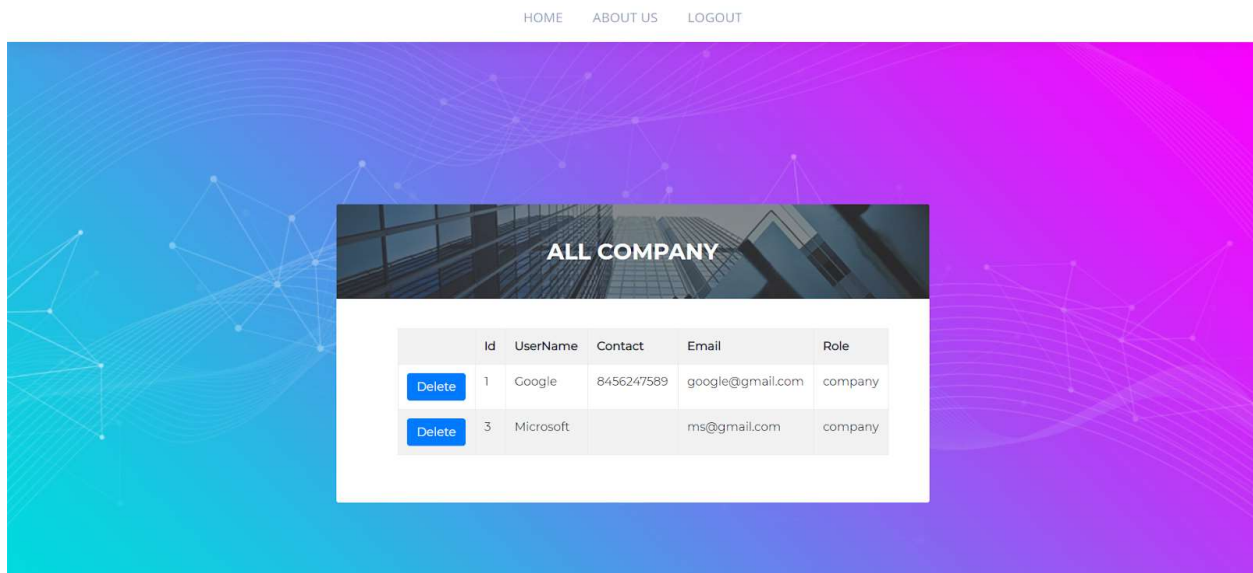 HOME ABOUT US LOGOUT
ALL COMPANY
Id UserName Contact Email Role
Delete 1 Google 8456247589 google@gmail.com company
Delete 3 Microsoft ms@gmail.com company